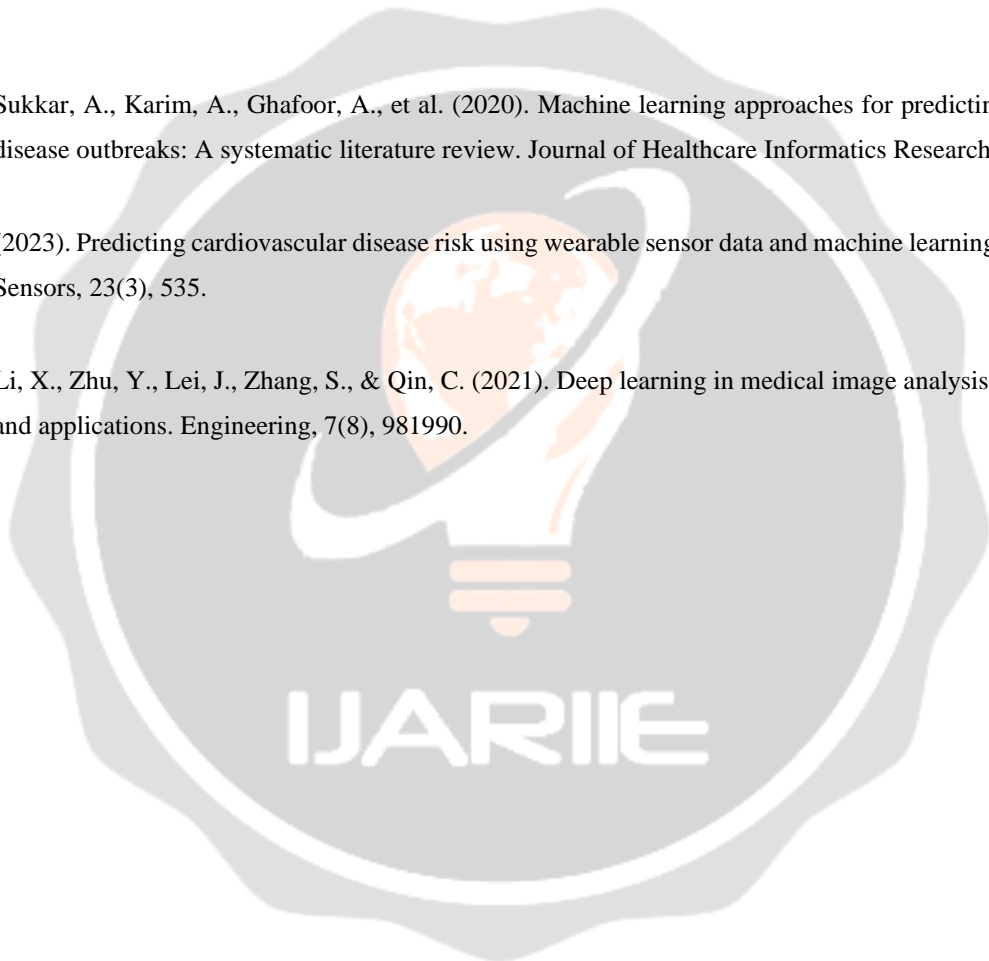 Sukkar, A., Karim, A., Ghafoor, A., et al. (2020). Machine learning approaches for predictin
disease outbreaks: A systematic literature review. Journal of Healthcare Informatics Research
(2023). Predicting cardiovascular disease risk using wearable sensor data and machine learning
Sensors, 23(3), 535.
Li, X., Zhu, Y., Lei, J., Zhang, S., & Qin, C. (2021). Deep learning in medical image analysis
and applications. Engineering, 7(8), 981990.
IJARIIE